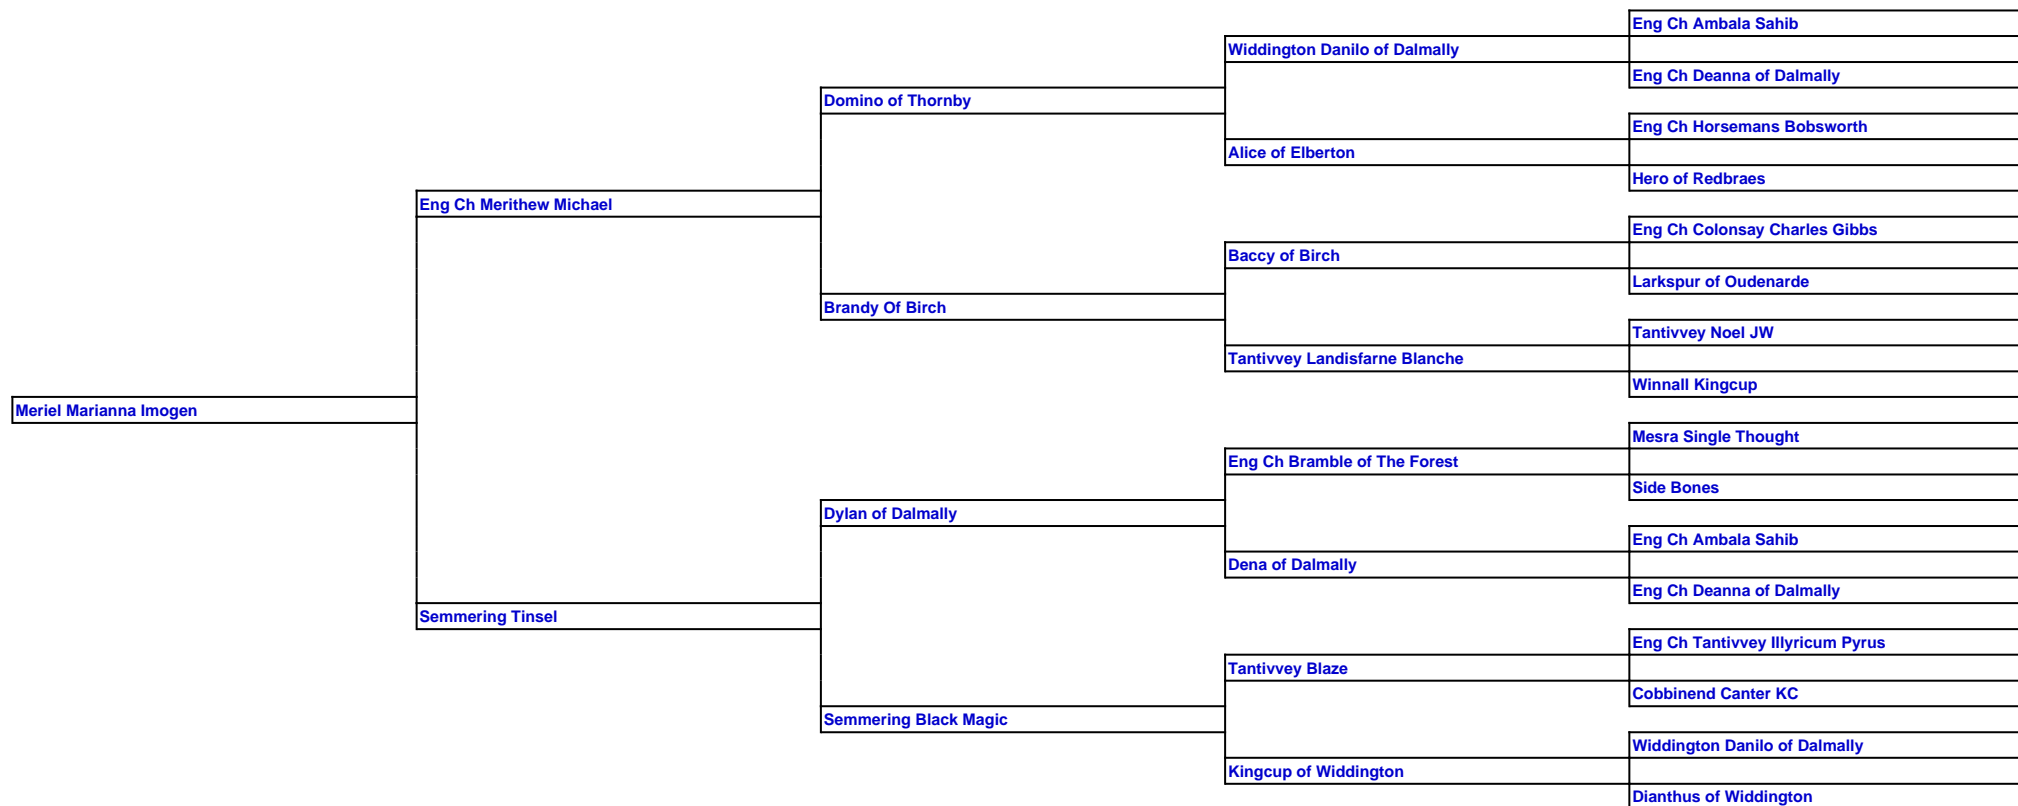 Eng Ch Ambala Sahib
Widdington Danilo of Dalmally
Eng Ch Deanna of Dalmally
Domino of Thornby
Eng Ch Horsemans Bobsworth
Alice of Elberton
Hero of Redbraes
Eng Ch Merithew Michael
Eng Ch Colonsay Charles Gibbs
Baccy of Birch
Larkspur of Oudenarde
Brandy Of Birch
Tantivvey Noel JW
Tantivvey Landisfarne Blanche
Winnall Kingcup
Meriel Marianna Imogen
Mesra Single Thought
Eng Ch Bramble of The Forest
Side Bones
Dylan of Dalmally
Eng Ch Ambala Sahib
Dena of Dalmally
Eng Ch Deanna of Dalmally
Semmering Tinsel
Eng Ch Tantivvey Illyricum Pyrus
Tantivvey Blaze
Cobbinend Canter KC
Semmering Black Magic
Widdington Danilo of Dalmally
Kingcup of Widdington
Dianthus of Widdington